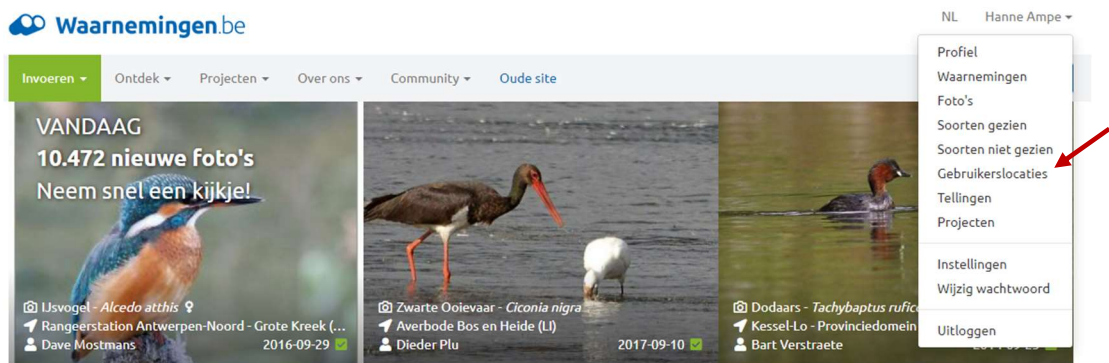 Waarnemingen.be
NL Hanne Ampe
Invoeren Ontdek Projecten Over ons Community Oude site
Profiel
Waarnemingen
Foto's
Soorten gezien
Soorten niet gezien
Gebruikerslocaties
Tellingen
Projecten
Instellingen
Wijzig wachtwoord
Uitloggen
VANDAAG
10.472 nieuwe foto's
Neem snel een kijkje!
IJsvogel - Alcedo atthis ♀
Rangeerstation Antwerpen-Noord - Grote Kreek (...
Dave Mostmans 2016-09-29
Zwarte Ooievaar - Ciconia nigra
Averbode Bos en Heide (LI)
Dieder Plu 2017-09-10
Dodaars - Tachybaptus rufic
Kessel-Lo - Provinciedomein
Bart Verstraete